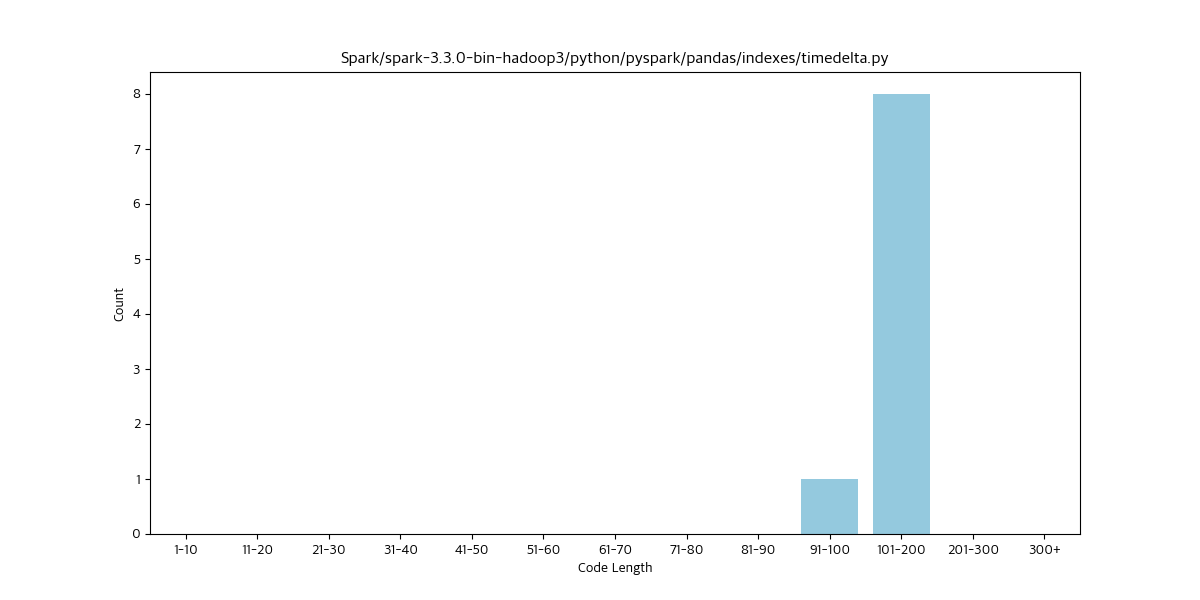 Spark/spark-3.3.0-bin-hadoop3/python/pyspark/pandas/indexes/timedelta.py
8
7
6
5
4
3
2
1
0
Count
1-10 11-20 21-30 31-40 41-50 51-60 61-70 71-80 81-90 91-100 101-200 201-300 300+
Code Length